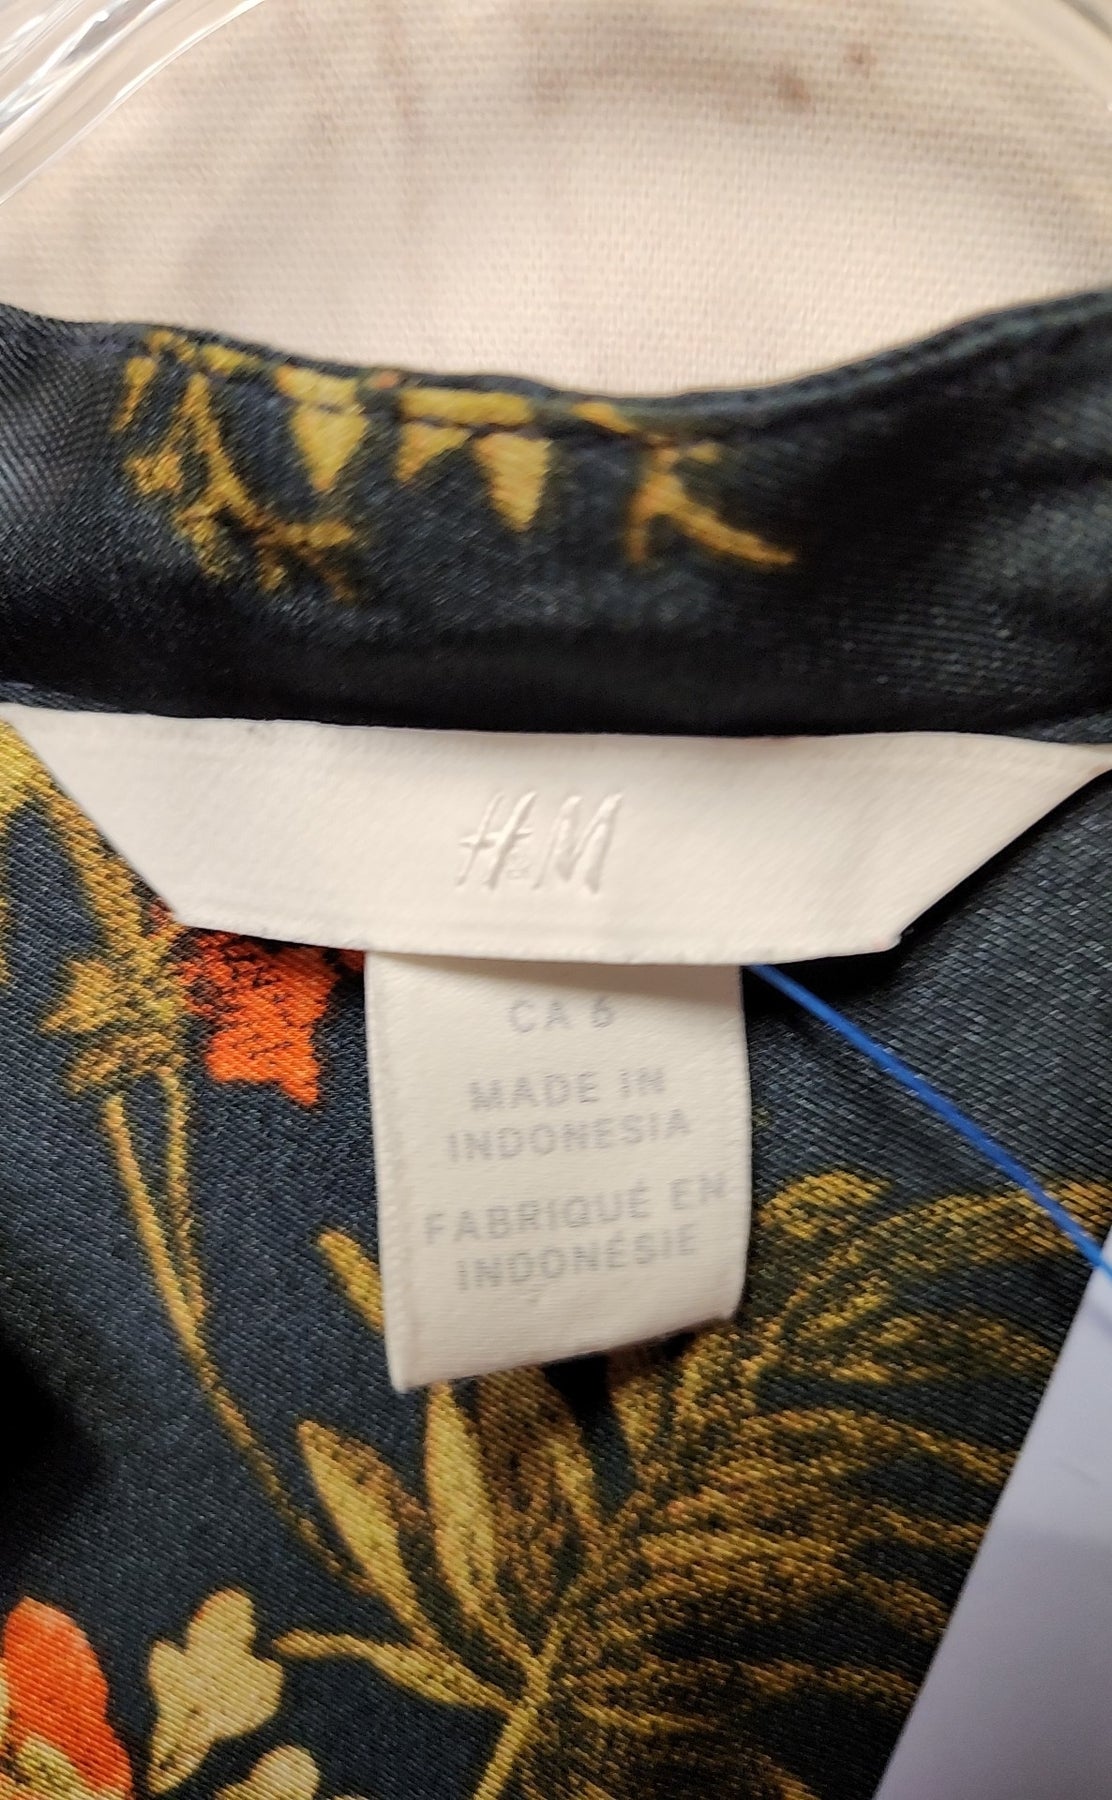 H&M
CA 6
MADE IN
INDONESIA
FABRIQUÉ EN
INDONÉSIE